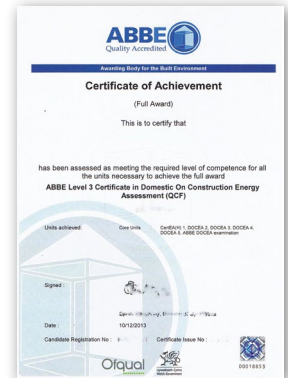 ABBE
Quality Accredited
Awarding Body for the Built Environment
Certificate of Achievement
(Full Award)
This is to certify that
has been assessed as meeting the required level of competence for all
the units necessary to achieve the full award
ABBE Level 3 Certificate in Domestic On Construction Energy
Assessment (QCF)
Units achieved Core Units CertEA(H) 1, DOCEA 2, DOCEA 3, DOCEA 4,
DOCEA 5, ABBE DOCEA examination
Signed :
Date : 10/12/2013
Candidate Registration No : Certificate Issue No :
Ofqual
00018853